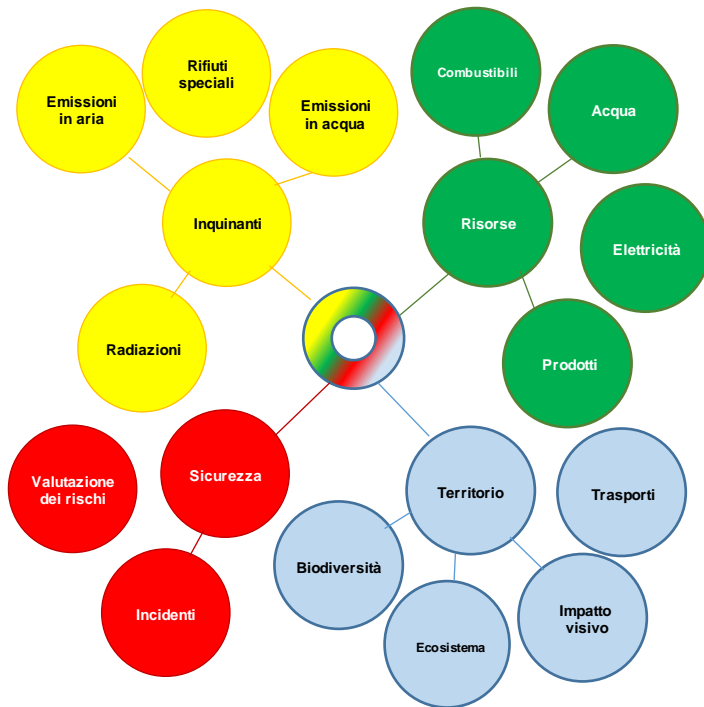 Emissioni
in aria
Rifiuti
speciali
Emissioni
in acqua
Inquinanti
Radiazioni
Combustibili
Acqua
Risorse
Elettricità
Prodotti
Valutazione
dei rischi
Sicurezza
Incidenti
Territorio
Trasporti
Biodiversità
Ecosistema
Impatto
visivo